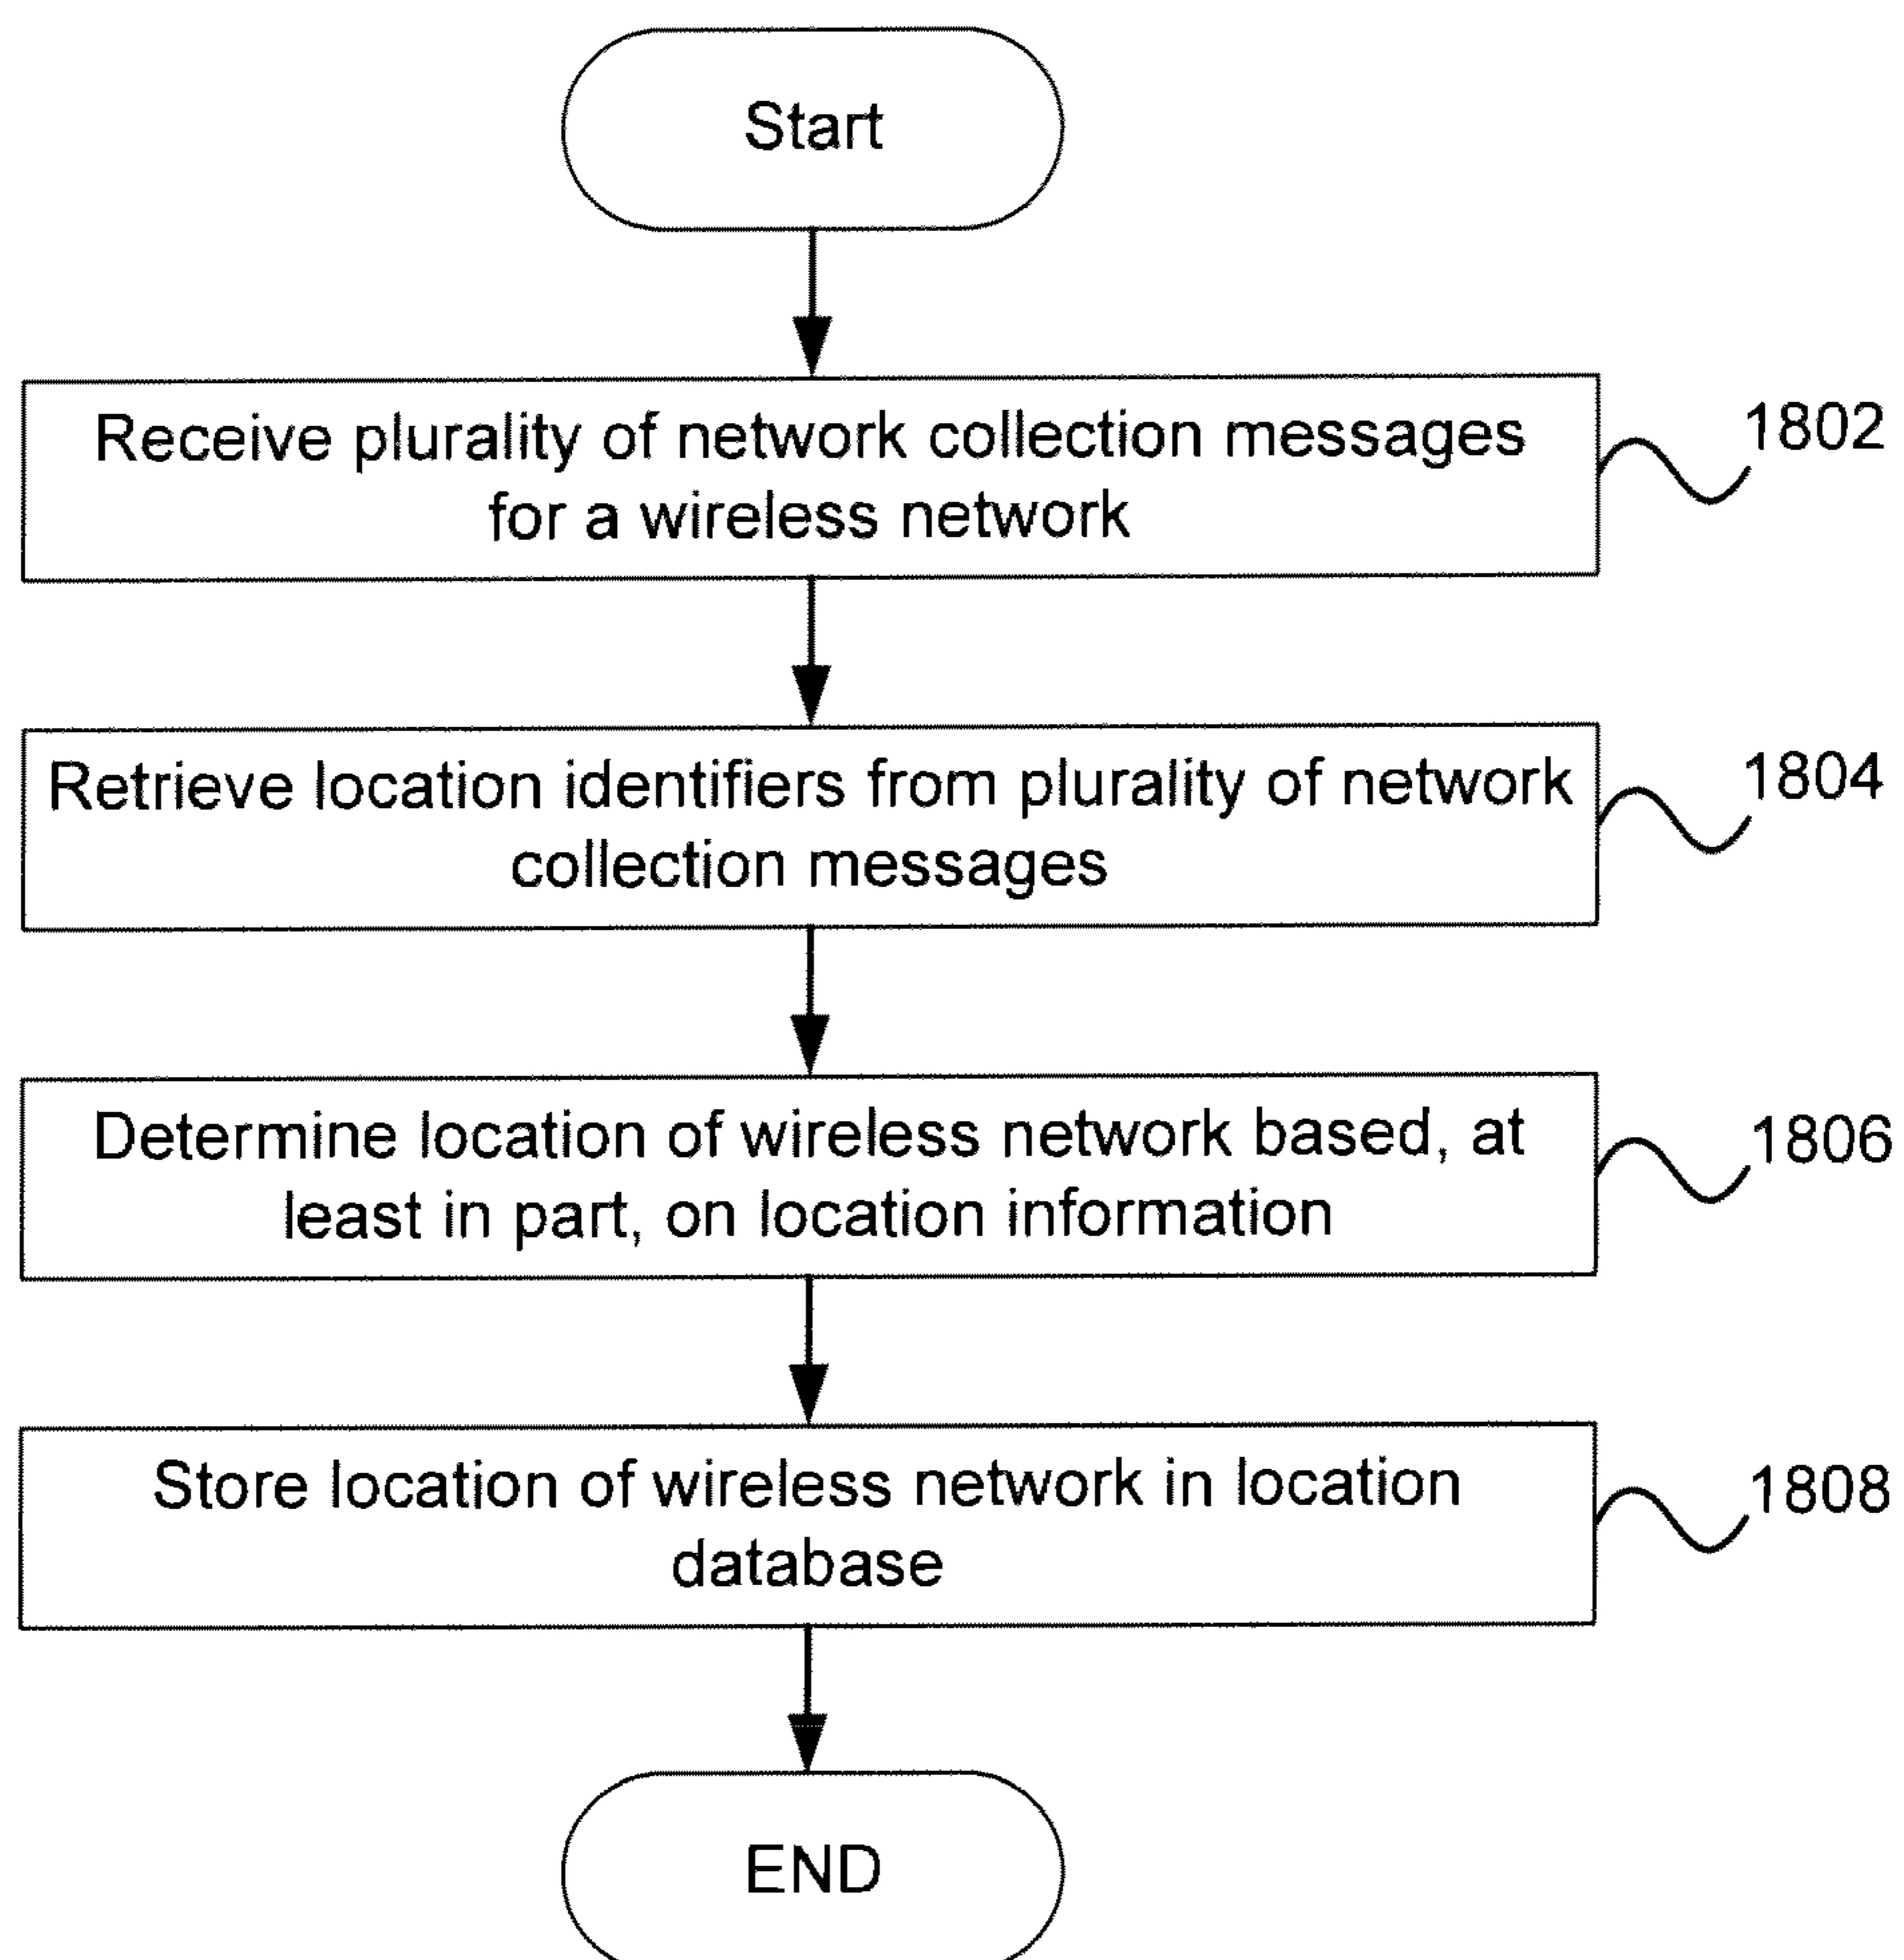 Start
Receive plurality of network collection messages
for a wireless network
1802
Retrieve location identifiers from plurality of network
collection messages
1804
Determine location of wireless network based, at
least in part, on location information
1806
Store location of wireless network in location
database
1808
END